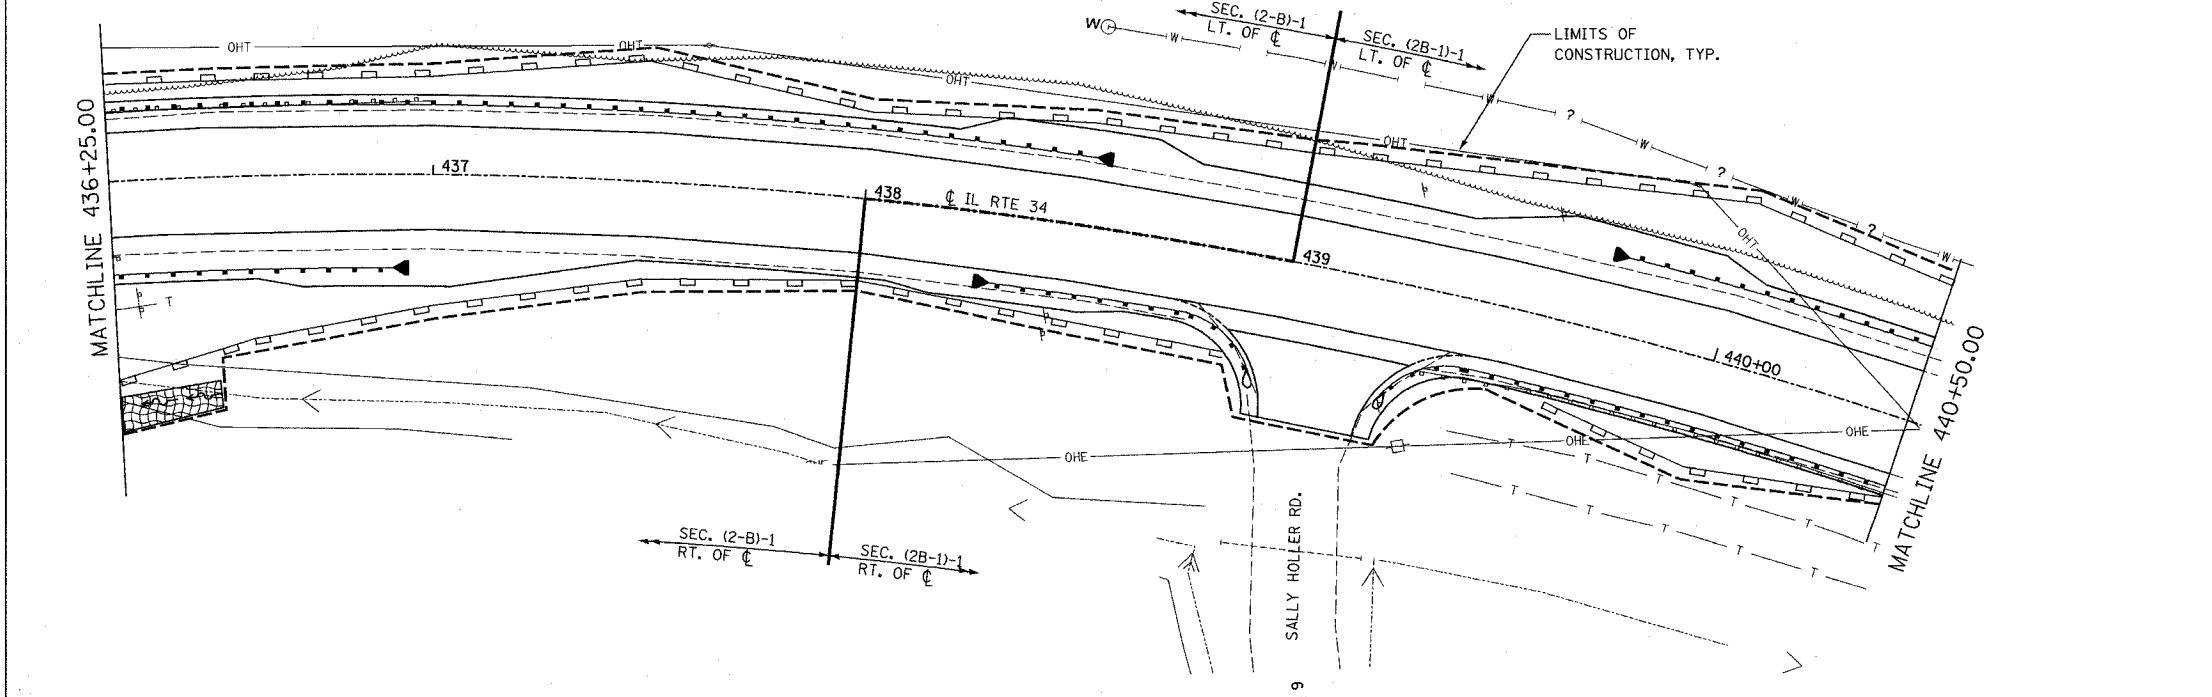 SEC. (2-B)-1
LT. OF ℄
SEC. (2B-1)-1
LT. OF ℄
LIMITS OF
CONSTRUCTION, TYP.
W
W
W
W
?
W
?
W
?
W
OHT
OHT
OHT
OHT
OHT
MATCHLINE 436+25.00
437
438
℄ IL RTE 34
439
440+00
MATCHLINE 440+50.00
T
OHE
OHE
OHE
T
T
T
T
T
T
T
T
T
T
T
SEC. (2-B)-1
RT. OF ℄
SEC. (2B-1)-1
RT. OF ℄
SALLY HOLLER RD.
9